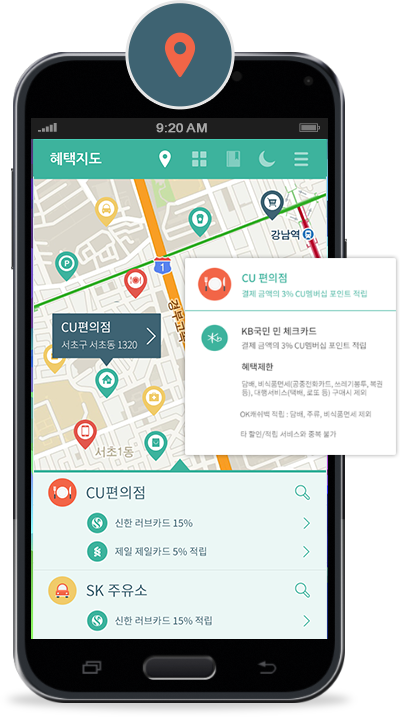 9:20 AM
혜택지도
강남역
1
경부고속
CU 편의점
결제 금액의 3% CU멤버십 포인트 적립
KB국민 민 체크카드
결제 금액의 3% CU멤버십 포인트 적립
혜택제한
담배, 비식품면세(공중전화카드, 쓰레기봉투, 복권
등), 대행서비스(택배, 로또 등) 구매시 제외
OK캐쉬백 적립 : 담배, 주류, 비식품면세 제외
타 할인/적립 서비스와 중복 불가
CU편의점
서초구 서초동 1320
P
서초1동
CU편의점
신한 러브카드 15%
제일 제일카드 5% 적립
SK 주유소
신한 러브카드 15% 적립